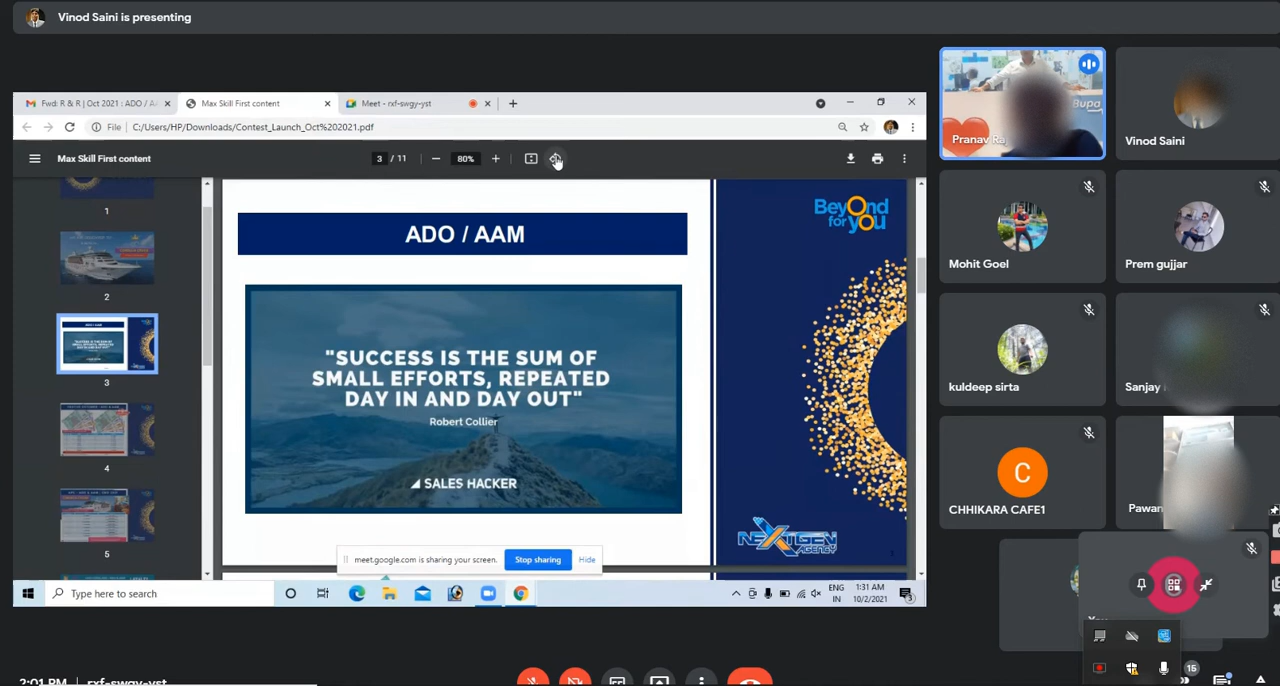 Vinod Saini is presenting
Fwd: R & R | Oct 2021 : ADO / A
Max Skill First content
Meet - rxf-swgy-yst
File
C:/Users/HP/Downloads/Contest_Launch_Oct%202021.pdf
Max Skill First content
3 / 11
80%
1
2
3
4
5
ADO / AAM
"SUCCESS IS THE SUM OF
SMALL EFFORTS, REPEATED
DAY IN AND DAY OUT"
Robert Collier
SALES HACKER
BeyOnd
for yOu
NEXTGEN
AGENCY
meet.google.com is sharing your screen.
Stop sharing
Hide
Type here to search
ENG
IN
1:31 AM
10/2/2021
3
Bupa
Pranav Ra
Vinod Saini
Mohit Goel
Prem gujjar
kuldeep sirta
Sanjay
C
CHHIKARA CAFE1
Pawan
15
2:01 PM
rxf-swgy-yst